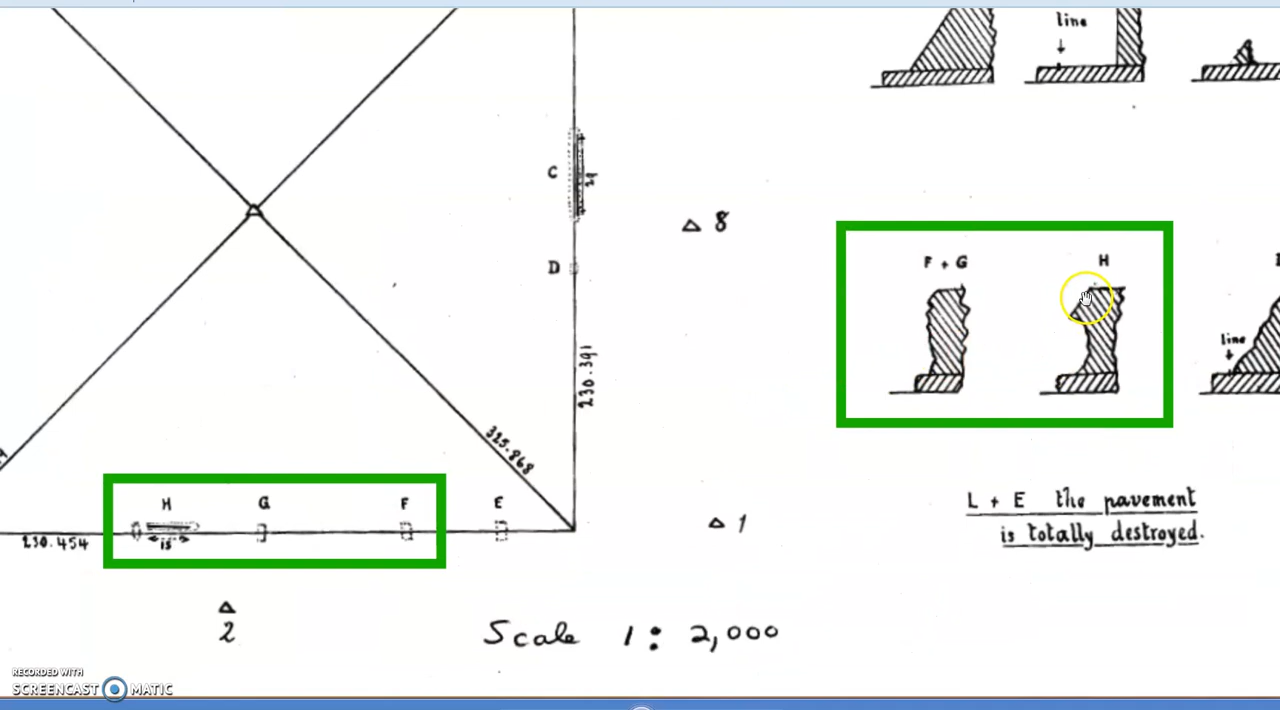 line
C
29
8
D
F + G
H
230.391
line
325.868
H
G
F
E
15
230.454
L + E the pavement
is totally destroyed.
1
2
Scale 1: 2,000
RECORDED WITH
SCREENCAST MATIC